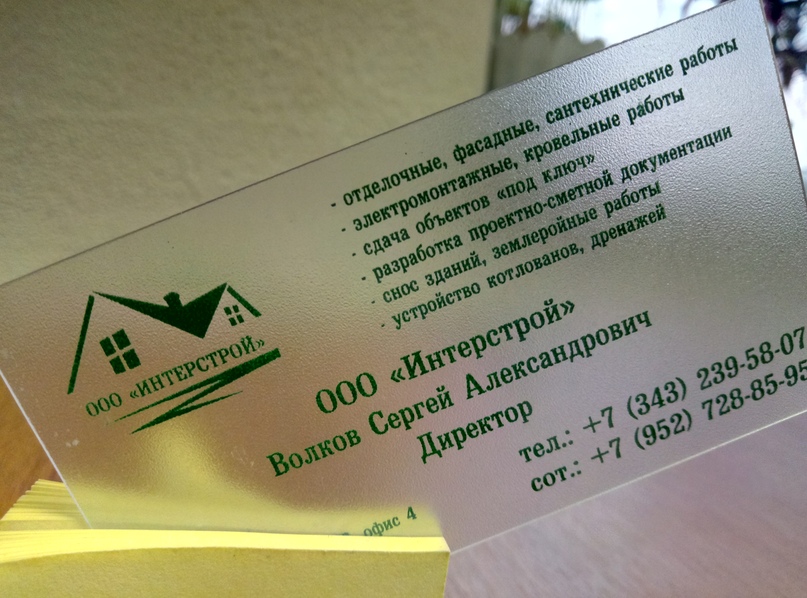 - отделочные, фасадные, сантехнические работы
- электромонтажные, кровельные работы
- сдача объектов «под ключ»
- разработка проектно-сметной документации
- снос зданий, землеройные работы
- устройство котлованов, дренажей
ООО «ИНТЕРСТРОЙ»
ООО «Интерстрой»
Волков Сергей Александрович
Директор
тел.: +7 (343) 239-58-07
сот.: +7 (952) 728-85-95
офис 4